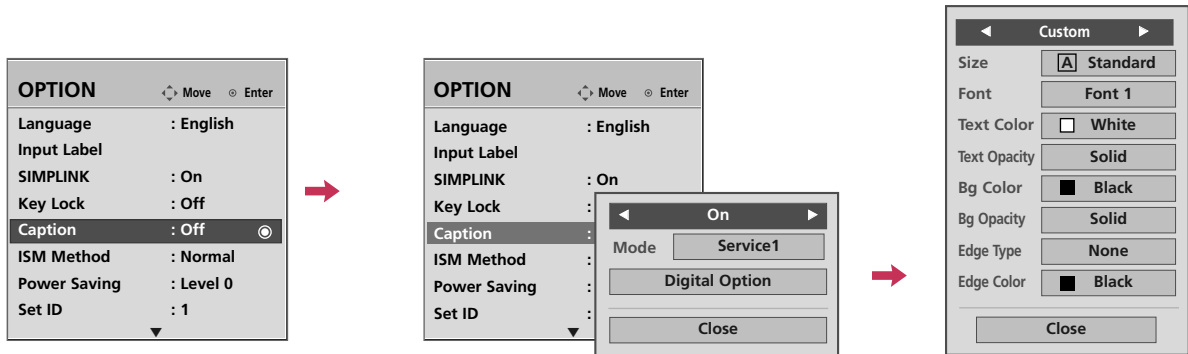 OPTION Move Enter
Language : English
Input Label
SIMPLINK : On
Key Lock : Off
Caption : Off
ISM Method : Normal
Power Saving : Level 0
Set ID : 1
OPTION Move Enter
Language : English
Input Label
SIMPLINK : On
Key Lock :
Caption :
ISM Method :
Power Saving :
Set ID :
On
Mode Service1
Digital Option
Close
Custom
Size A Standard
Font Font 1
Text Color White
Text Opacity Solid
Bg Color Black
Bg Opacity Solid
Edge Type None
Edge Color Black
Close